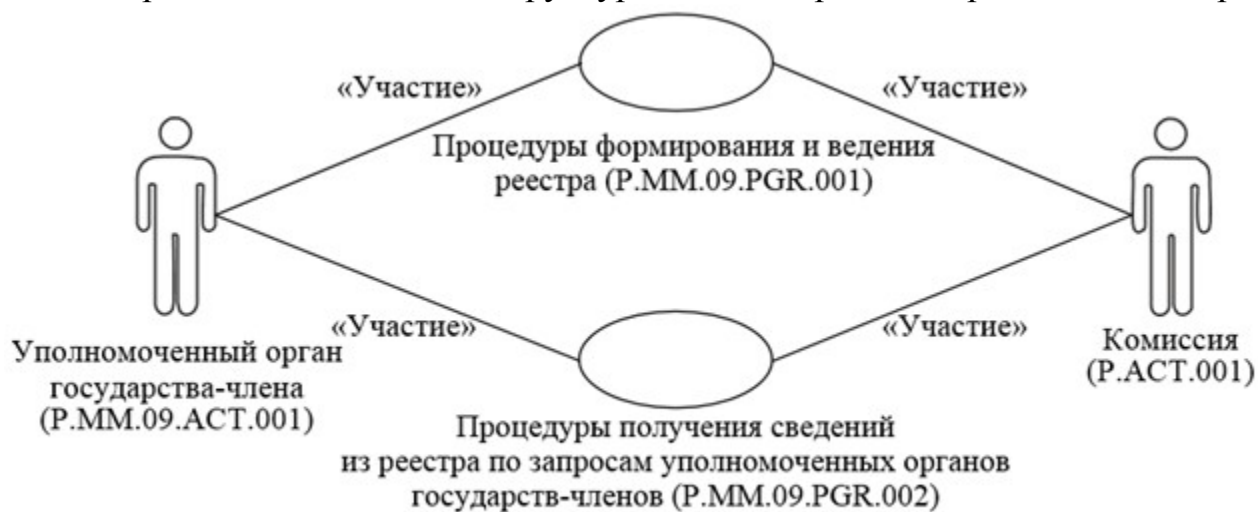 «Участие»
«Участие»
Процедуры формирования и ведения
реестра (P.MM.09.PGR.001)
«Участие»
«Участие»
Уполномоченный орган
государства-члена
(P.MM.09.ACT.001)
Комиссия
(P.ACT.001)
Процедуры получения сведений
из реестра по запросам уполномоченных органов
государств-членов (P.MM.09.PGR.002)